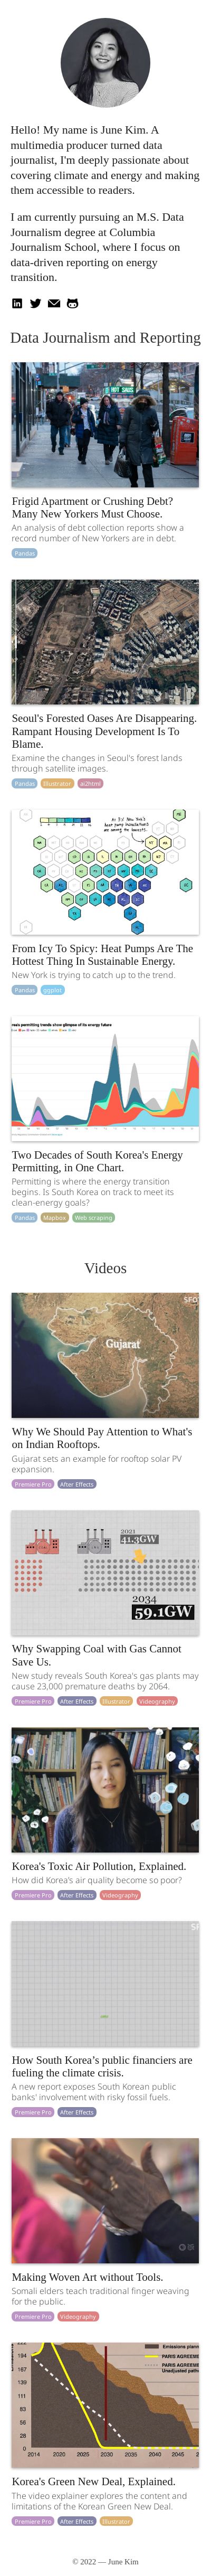 Hello! My name is June Kim. A
multimedia producer turned data
journalist, I'm deeply passionate about
covering climate and energy and making
them accessible to readers.
I am currently pursuing an M.S. Data
Journalism degree at Columbia
Journalism School, where I focus on
data-driven reporting on energy
transition.
Data Journalism and Reporting
Frigid Apartment or Crushing Debt?
Many New Yorkers Must Choose.
An analysis of debt collection reports show a
record number of New Yorkers are in debt.
Pandas
Seoul's Forested Oases Are Disappearing.
Rampant Housing Development Is To
Blame.
Examine the changes in Seoul's forest lands
through satellite images.
Pandas Illustrator ai2html
From Icy To Spicy: Heat Pumps Are The
Hottest Thing In Sustainable Energy.
New York is trying to catch up to the trend.
Pandas ggplot
Two Decades of South Korea's Energy
Permitting, in One Chart.
Permitting is where the energy transition
begins. Is South Korea on track to meet its
clean-energy goals?
Pandas Mapbox Web scraping
Videos
Gujarat
Why We Should Pay Attention to What's
on Indian Rooftops.
Gujarat sets an example for rooftop solar PV
expansion.
Premiere Pro After Effects
2021
41.3GW
2034
59.1GW
Why Swapping Coal with Gas Cannot
Save Us.
New study reveals South Korea's gas plants may
cause 23,000 premature deaths by 2064.
Premiere Pro After Effects Illustrator Videography
Korea's Toxic Air Pollution, Explained.
How did Korea's air quality become so poor?
Premiere Pro After Effects Videography
How South Korea’s public financiers are
fueling the climate crisis.
A new report exposes South Korean public
banks' involvement with risky fossil fuels.
Premiere Pro After Effects
Making Woven Art without Tools.
Somali elders teach traditional finger weaving
for the public.
Premiere Pro Videography
Emissions plann
PARIS AGREEME
PARIS AGREEME
Unadjusted path
194
167
139
111
83
56
28
0
2014 2020 2025 2030 2035 2040 2045
Korea's Green New Deal, Explained.
The video explainer explores the content and
limitations of the Korean Green New Deal.
Premiere Pro After Effects Illustrator
© 2022 — June Kim